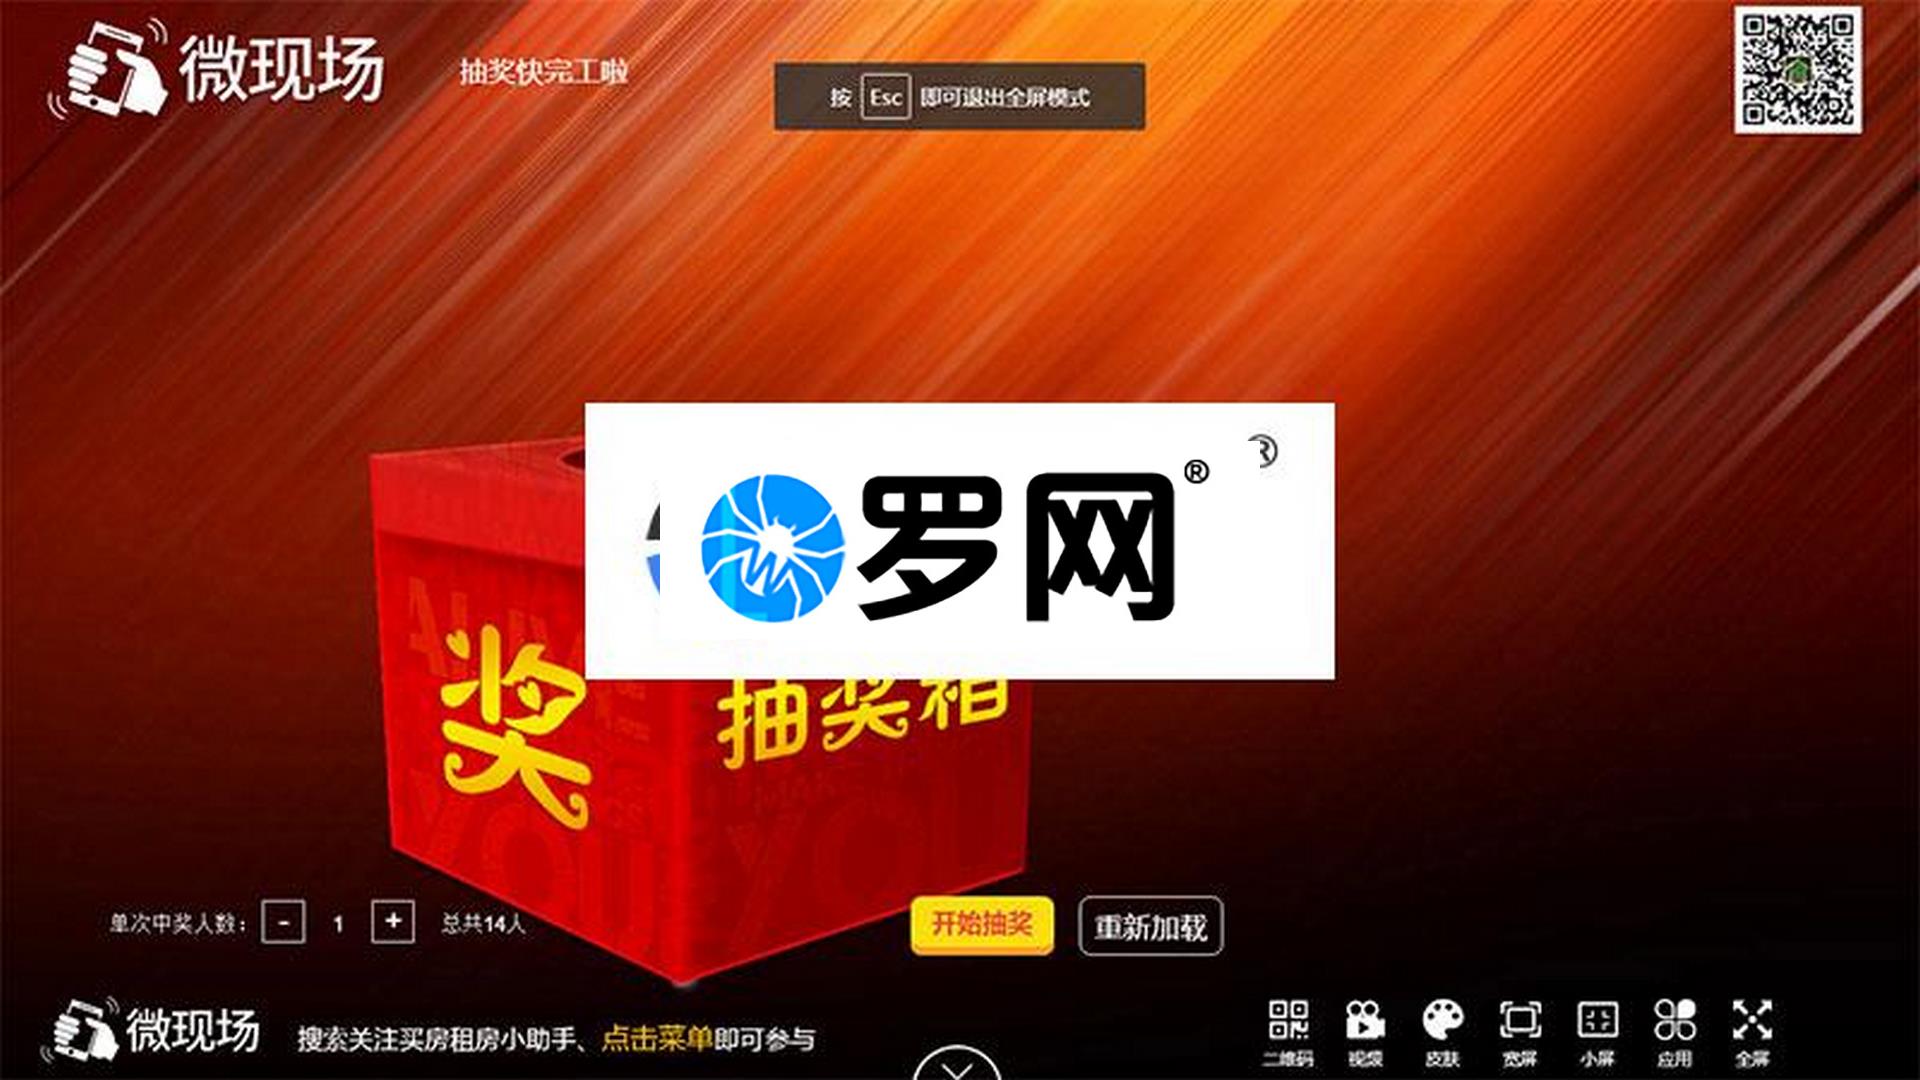 微现场
抽奖快完工啦
按 Esc 即可退出全屏模式
罗网®
®
奖
抽奖箱
单次中奖人数： - 1 + 总共14人
开始抽奖
重新加载
微现场
搜索关注买房租房小助手、点击菜单即可参与
二维码 视频 皮肤 宽屏 小屏 应用 全屏